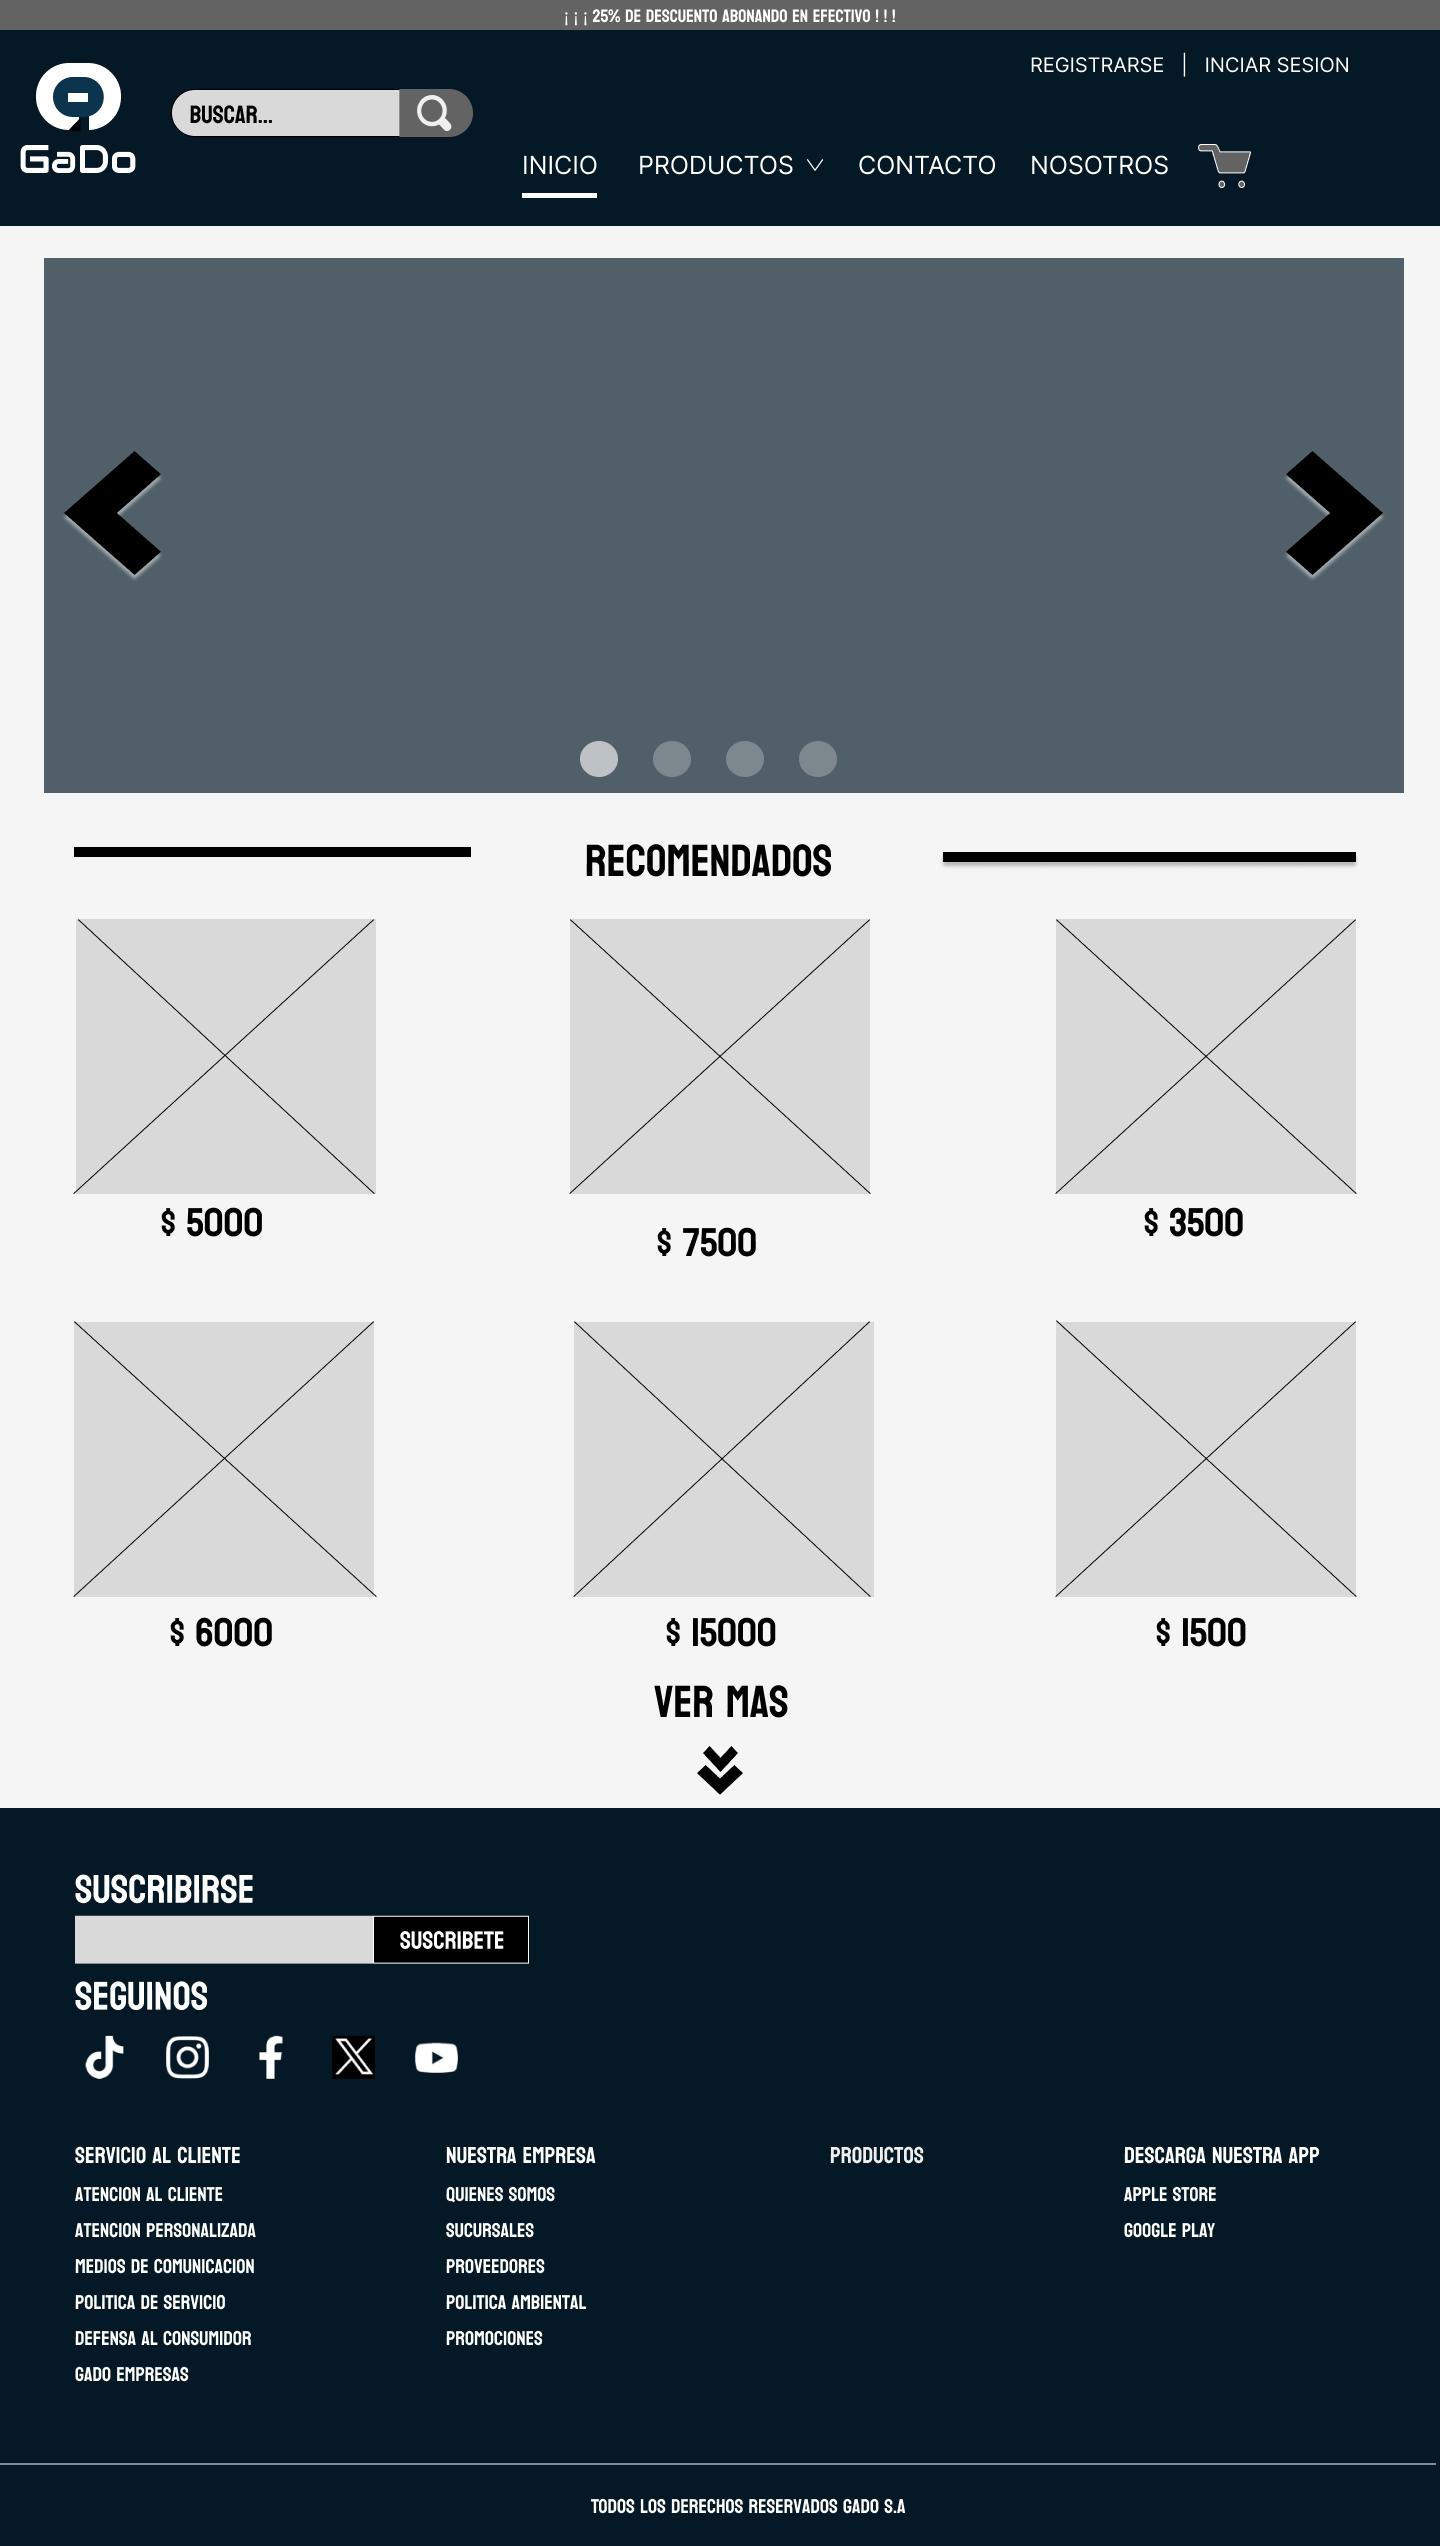 ¡ ¡ ¡ 25% DE DESCUENTO ABONANDO EN EFECTIVO ! ! !
REGISTRARSE | INCIAR SESION
GaDo
BUSCAR...
INICIO PRODUCTOS CONTACTO NOSOTROS
RECOMENDADOS
$ 5000
$ 7500
$ 3500
$ 6000
$ 15000
$ 1500
VER MAS
SUSCRIBIRSE
SUSCRIBETE
SEGUINOS
SERVICIO AL CLIENTE
ATENCION AL CLIENTE
ATENCION PERSONALIZADA
MEDIOS DE COMUNICACION
POLITICA DE SERVICIO
DEFENSA AL CONSUMIDOR
GADO EMPRESAS
NUESTRA EMPRESA
QUIENES SOMOS
SUCURSALES
PROVEEDORES
POLITICA AMBIENTAL
PROMOCIONES
PRODUCTOS
DESCARGA NUESTRA APP
APPLE STORE
GOOGLE PLAY
TODOS LOS DERECHOS RESERVADOS GADO S.A